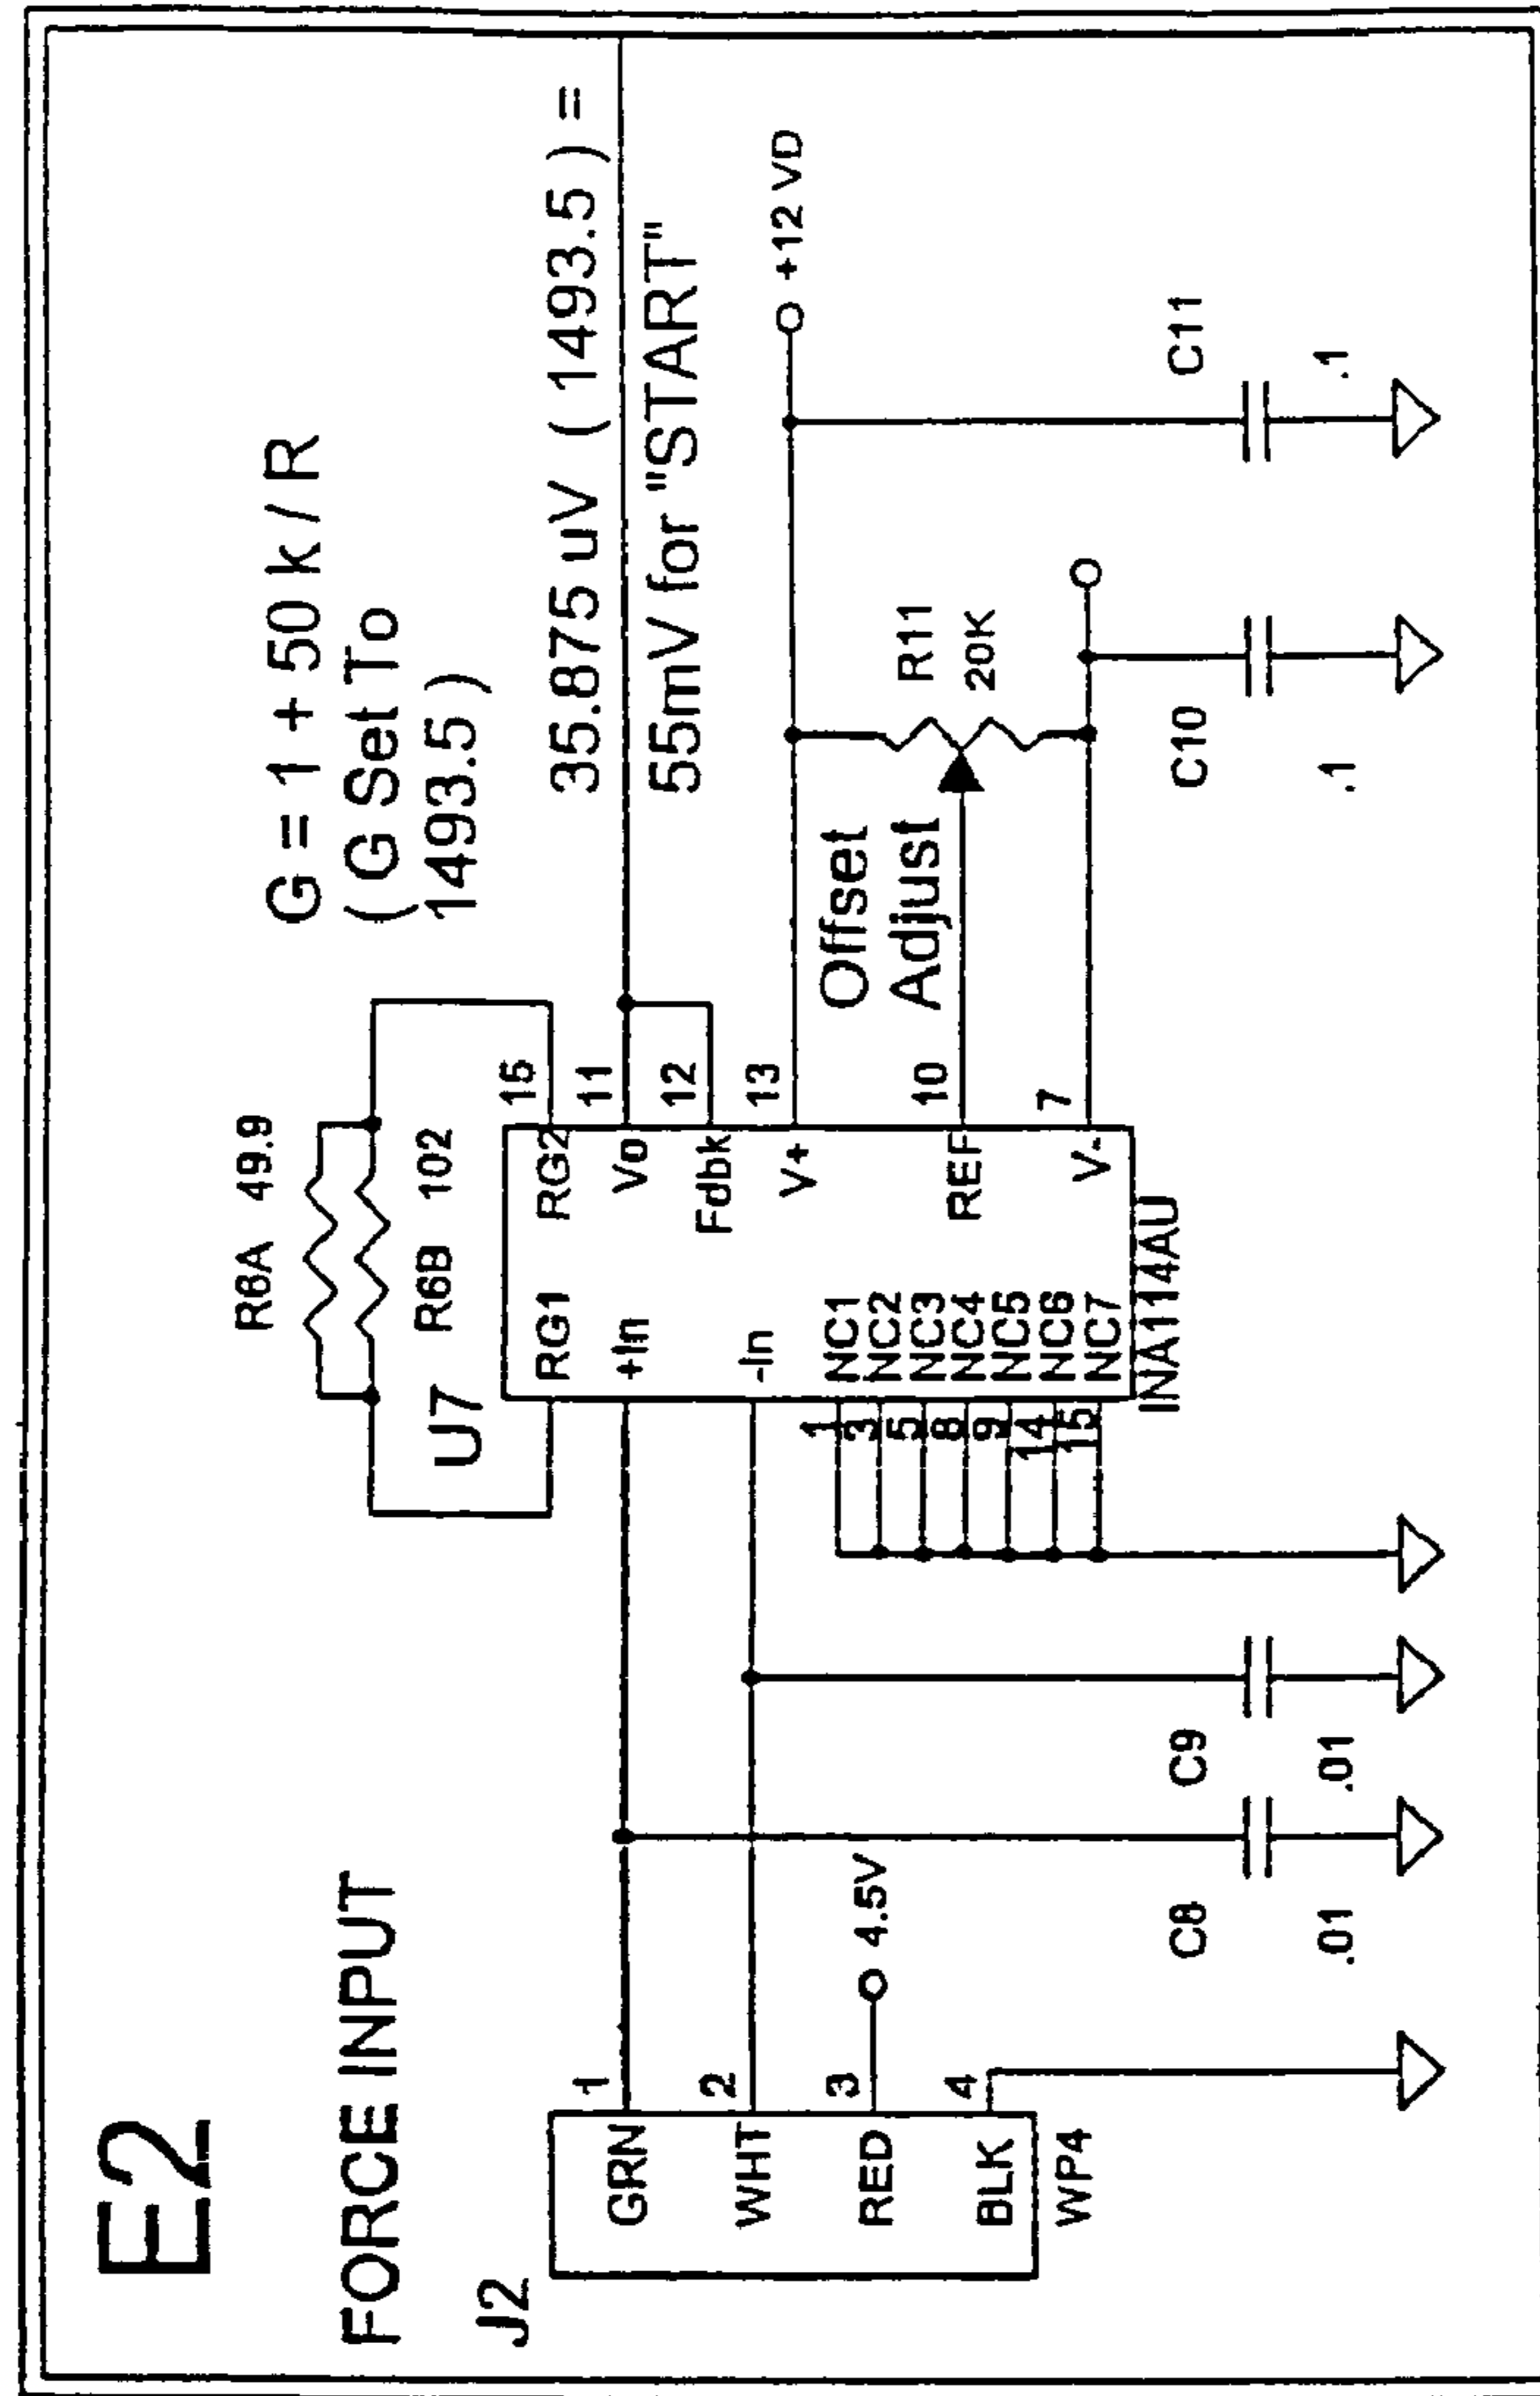 E2
FORCE INPUT
J2
GRN
WHT
RED
BLK
WP4
1
2
3
4
4.5V
C8
.01
C9
.01
U7
R6B 102
49.9
G = 1 + 50 k / R
( G Set To
1493.5 )
RG1
+In
-In
NC1
NC2
NC3
NC4
NC5
NC6
NC7
1
3
5
8
9
14
15
RG2
Vo
Fdbk
V+
REF
V-
INA114AU
11
12
13
10
7
35.875 uV ( 1493.5 ) =
55mV for "START"
+12 VD
Offset
Adjust
R11
20K
C10
.1
C11
.1